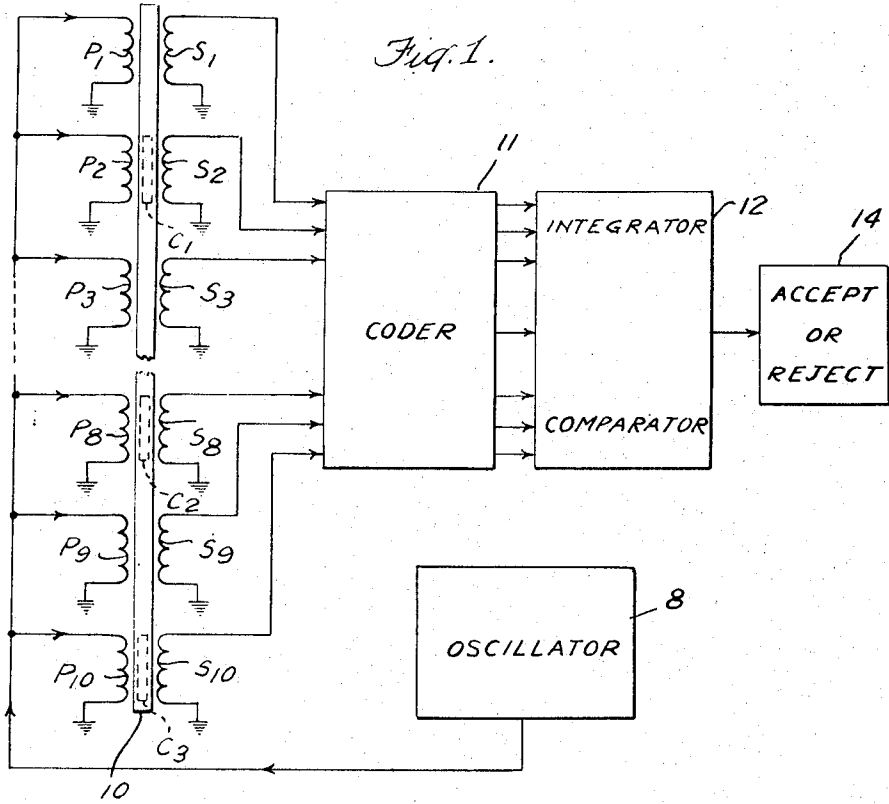 Fig. 1.
P1 S1
P2 S2
C1
P3 S3
P8 S8
C2
P9 S9
P10 S10
C3
10
11
CODER
12
INTEGRATOR
COMPARATOR
14
ACCEPT
OR
REJECT
8
OSCILLATOR